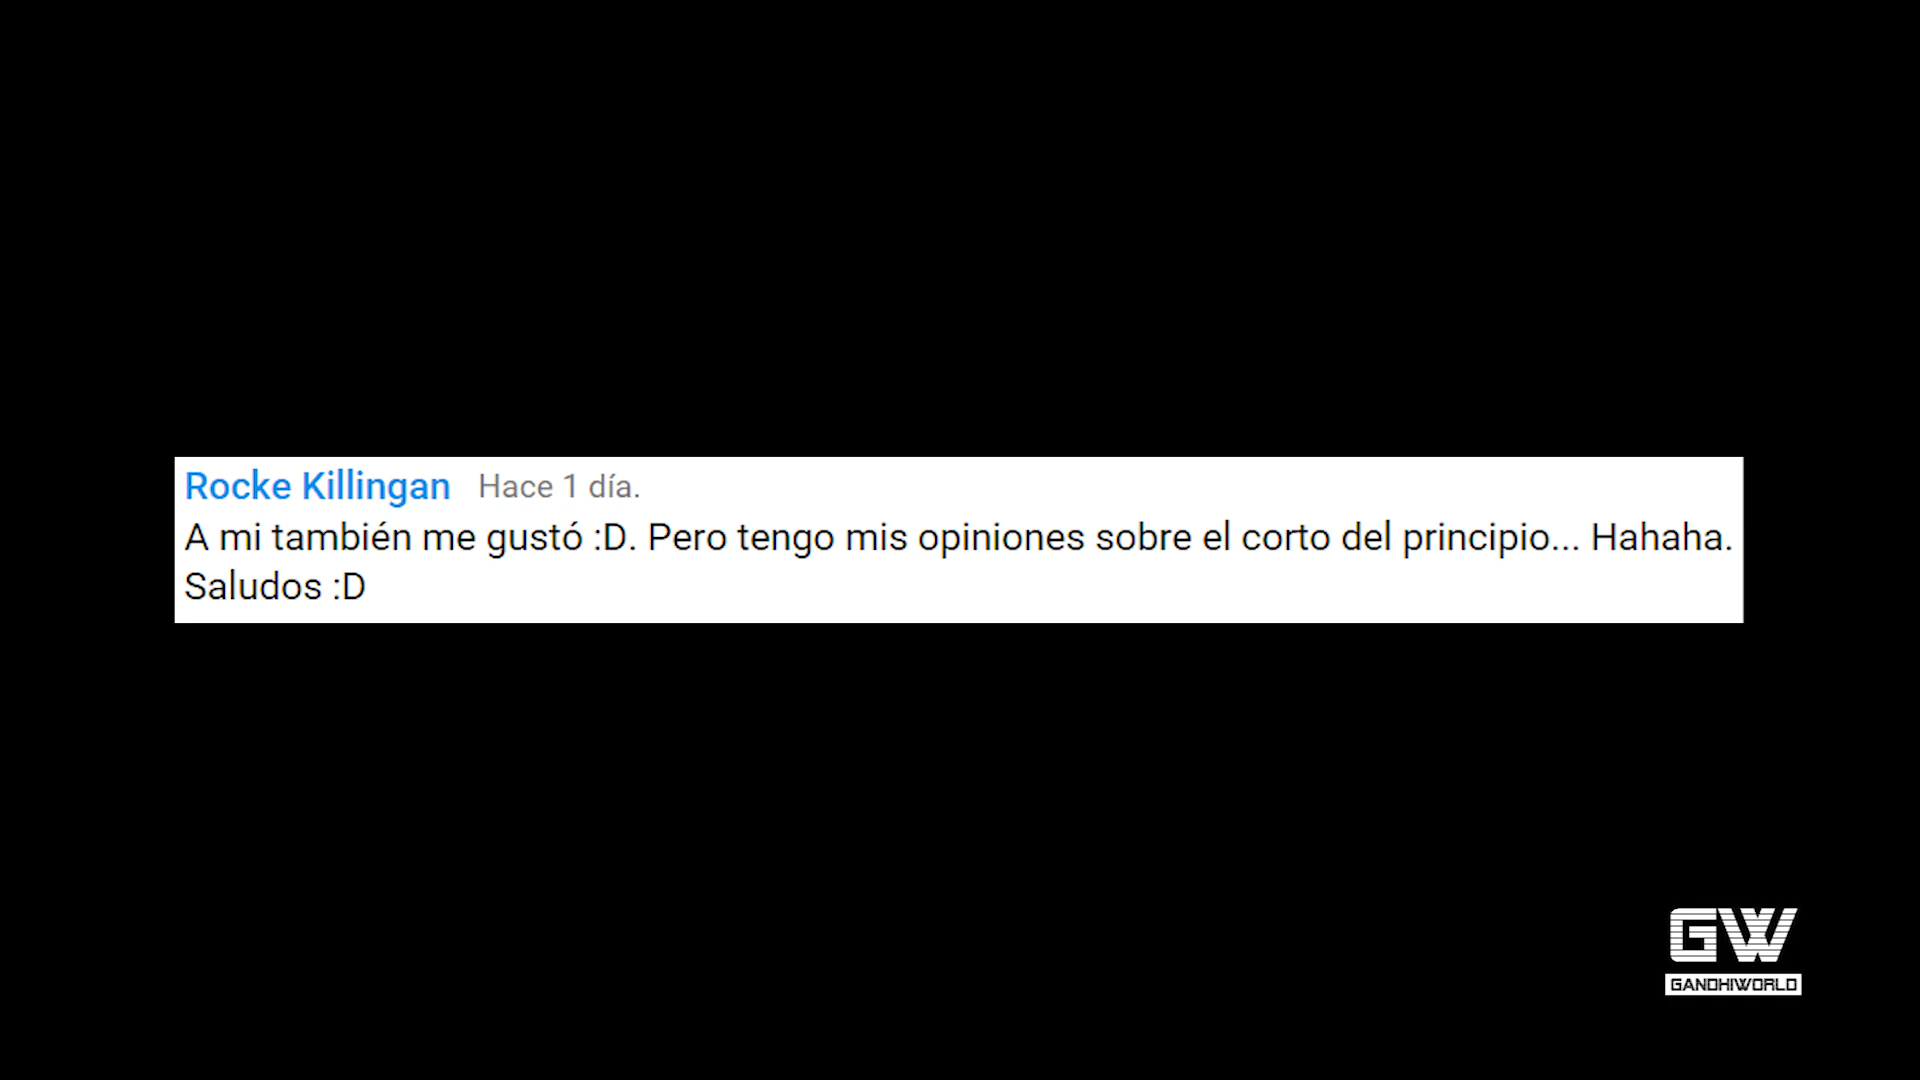 Rocke Killingan Hace 1 día.
A mi también me gustó :D. Pero tengo mis opiniones sobre el corto del principio... Hahaha.
Saludos :D
GW
GANDHIWORLD